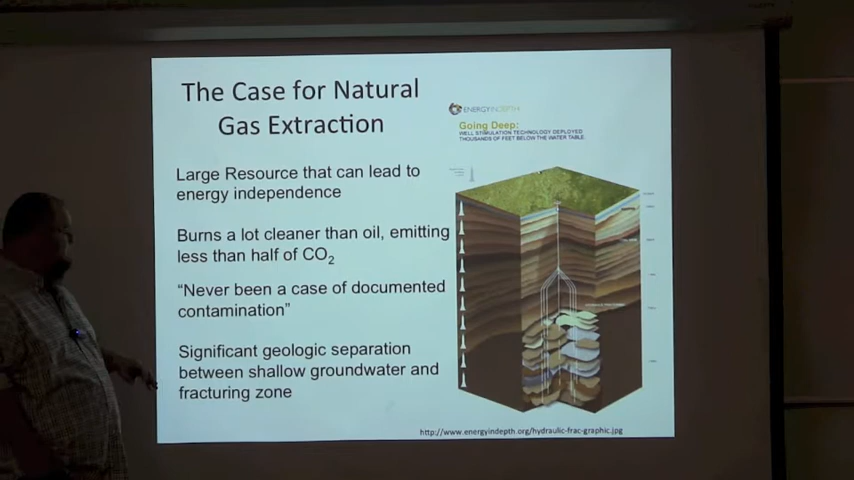 The Case for Natural
Gas Extraction
ENERGYINDEPTH
Going Deep:
WELL STIMULATION TECHNOLOGY DEPLOYED
THOUSANDS OF FEET BELOW THE WATER TABLE.
Large Resource that can lead to
energy independence
Burns a lot cleaner than oil, emitting
less than half of CO2
“Never been a case of documented
contamination”
Significant geologic separation
between shallow groundwater and
fracturing zone
http://www.energyindepth.org/hydraulic-frac-graphic.jpg